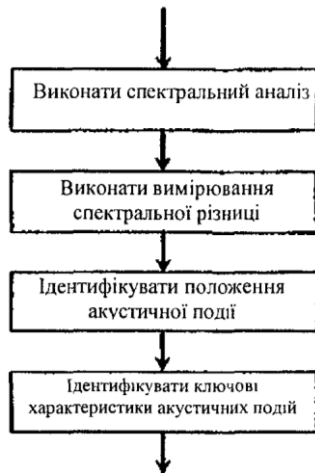 Виконати спектральний аналіз
Виконати вимірювання
спектральної різниці
Ідентифікувати положення
акустичної події
Ідентифікувати ключові
характеристики акустичних подій